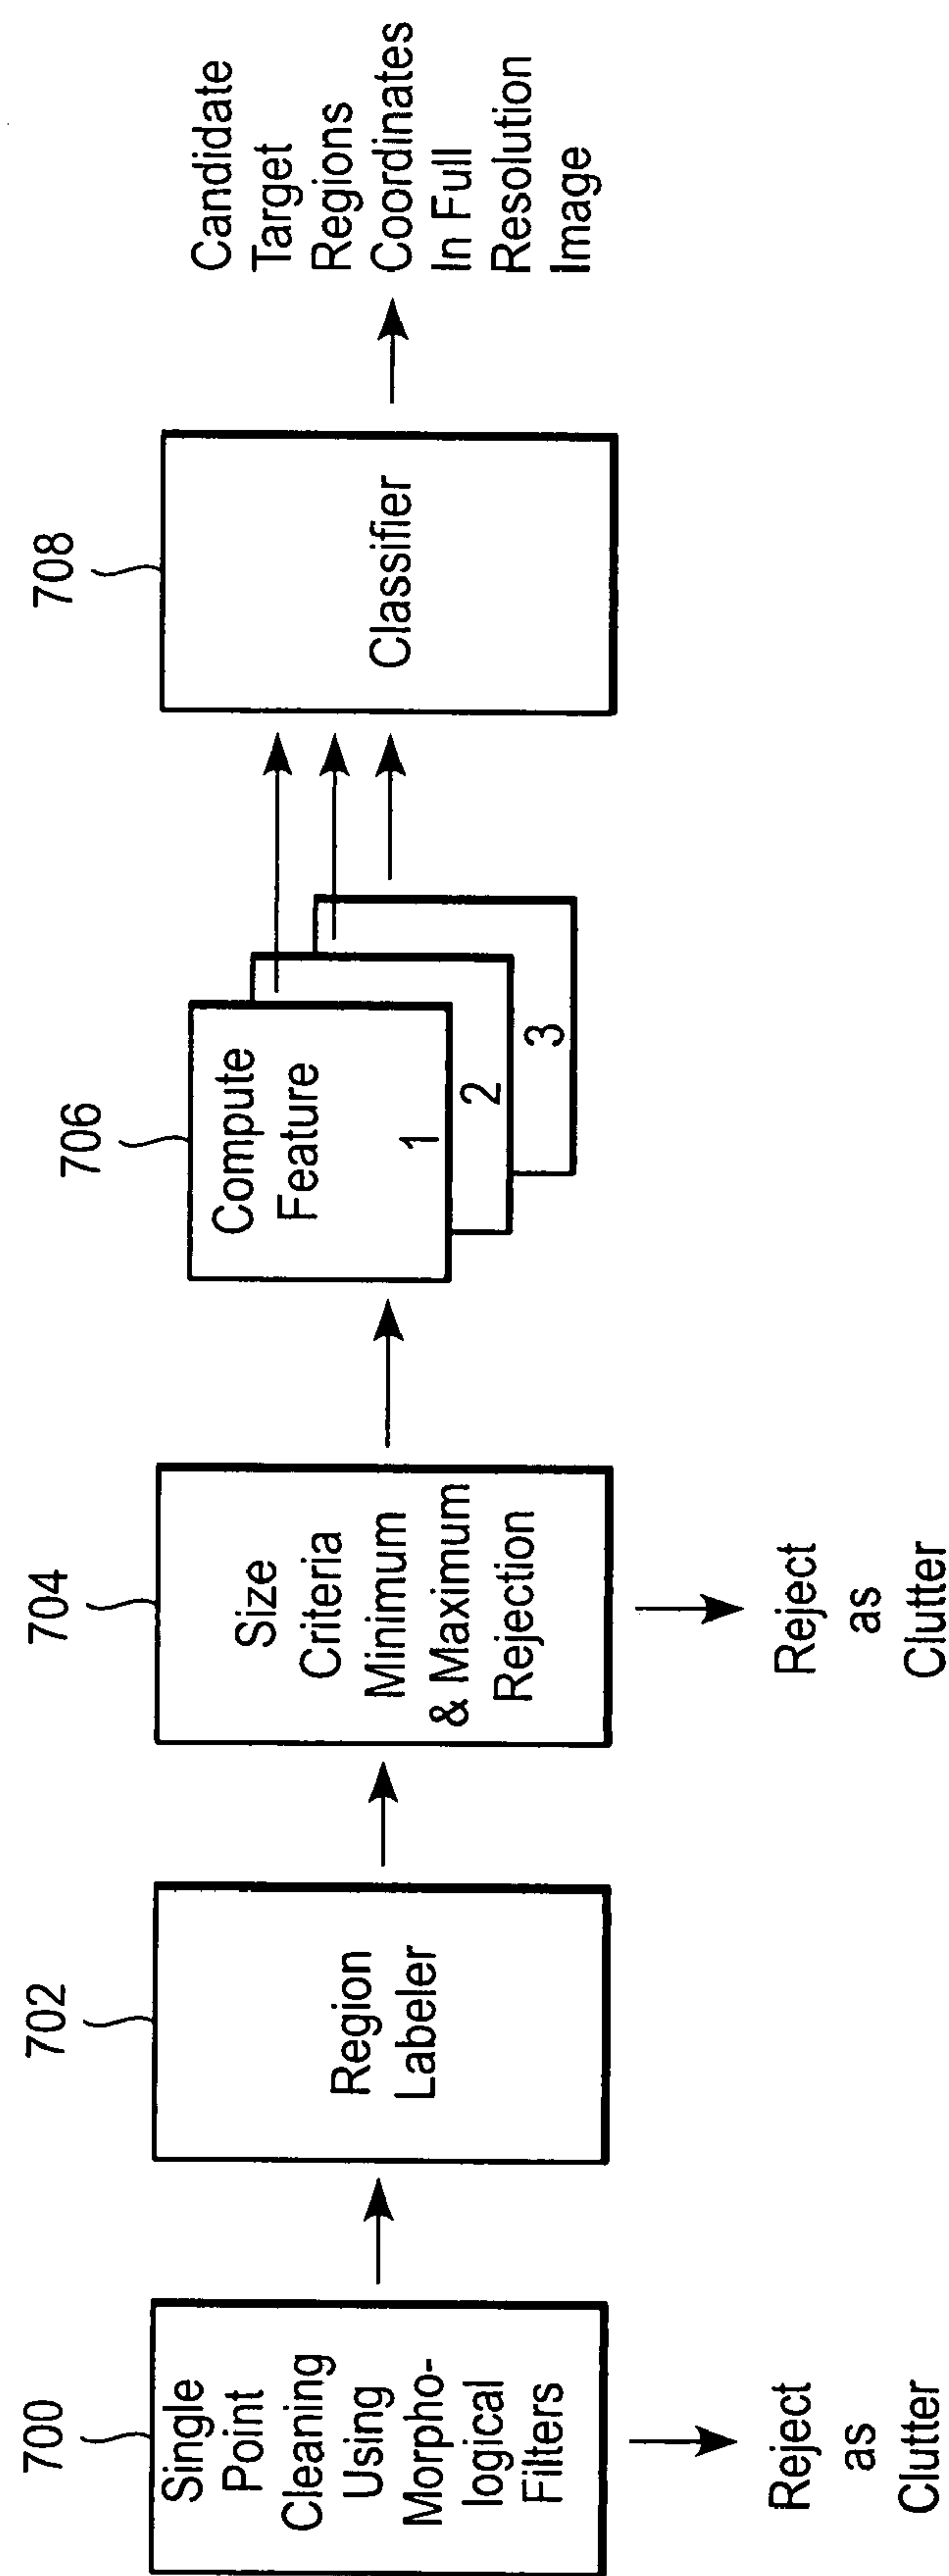 700
Single
Point
Cleaning
Using
Morpho-
logical
Filters
Reject
as
Clutter
702
Region
Labeler
704
Size
Criteria
Minimum
& Maximum
Rejection
Reject
as
Clutter
706
Compute
Feature
1
2
3
708
Classifier
Candidate
Target
Regions
Coordinates
In Full
Resolution
Image